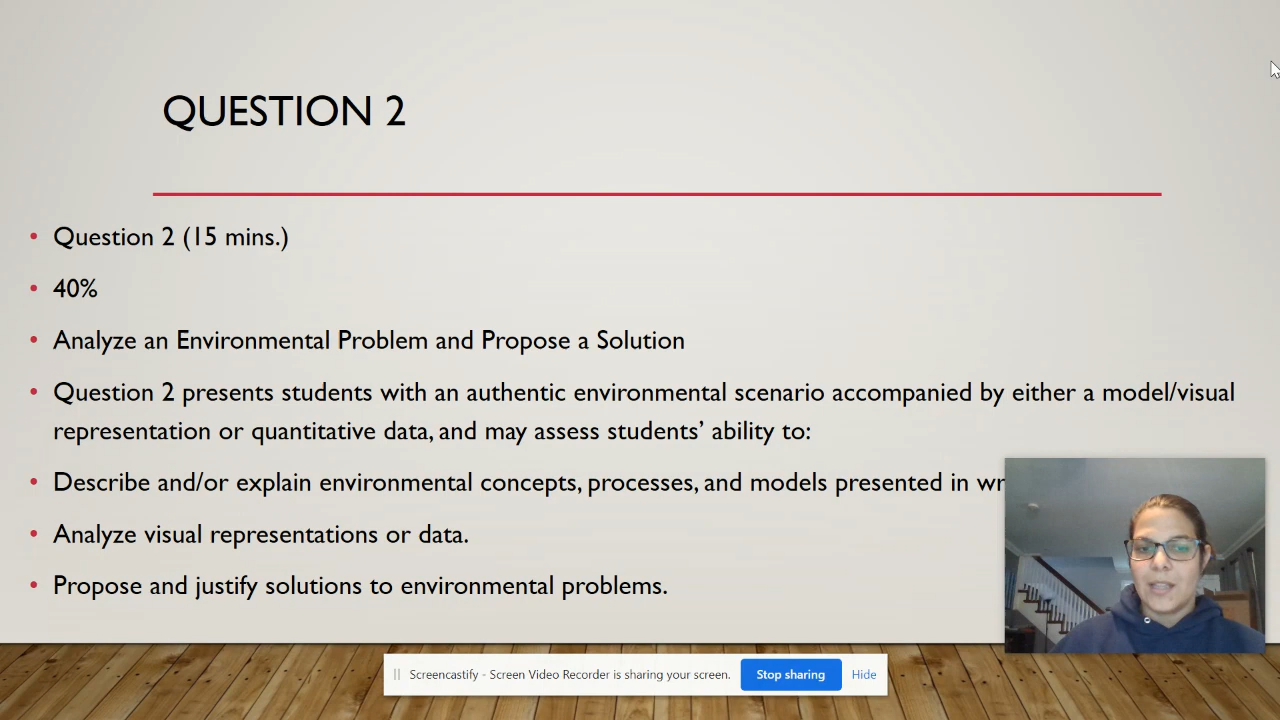 QUESTION 2
• Question 2 (15 mins.)
• 40%
• Analyze an Environmental Problem and Propose a Solution
• Question 2 presents students with an authentic environmental scenario accompanied by either a model/visual
representation or quantitative data, and may assess students’ ability to:
• Describe and/or explain environmental concepts, processes, and models presented in
• Analyze visual representations or data.
• Propose and justify solutions to environmental problems.
Screencastify - Screen Video Recorder is sharing your screen. Stop sharing Hide